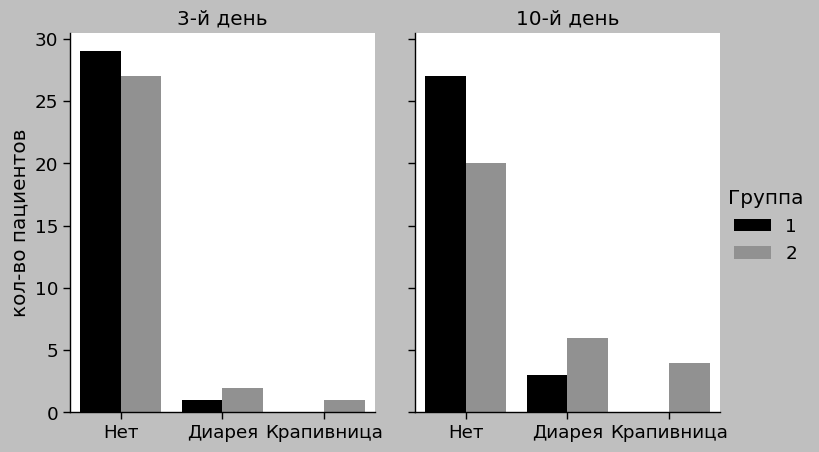 3-й день
10-й день
30
25
20
15
10
5
0
кол-во пациентов
Нет
Диарея
Крапивница
Нет
Диарея
Крапивница
Группа
1
2